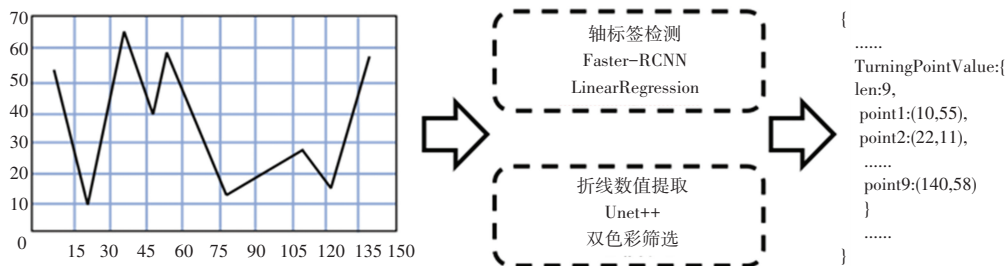 70
60
50
40
30
20
10
0
15 30 45 60 75 90 105 120 135 150
轴标签检测
Faster-RCNN
LinearRegression
折线数值提取
Unet++
双色彩筛选
{
......
TurningPointValue:{
len:9,
point1:(10,55),
point2:(22,11),
......
point9:(140,58)
}
......
}